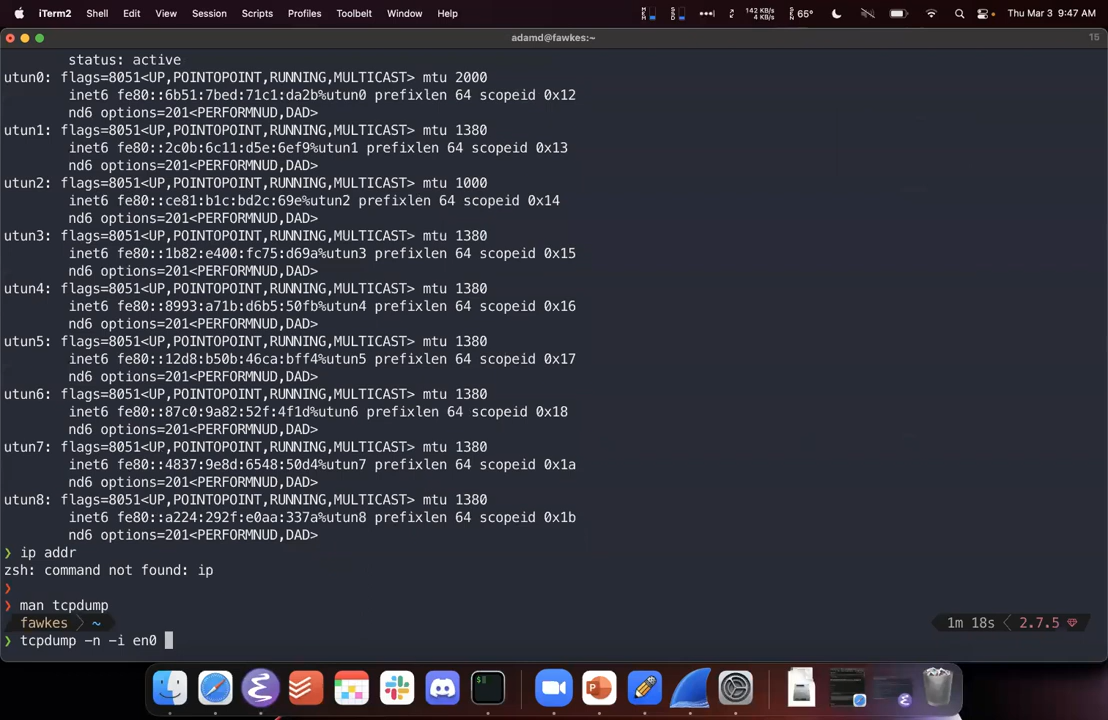 iTerm2 Shell Edit View Session Scripts Profiles Toolbelt Window Help 142 KB/s 4 KB/s 65° Thu Mar 3 9:47 AM
adamd@fawkes:~ 15
status: active
utun0: flags=8051<UP,POINTOPOINT,RUNNING,MULTICAST> mtu 2000
inet6 fe80::6b51:7bed:71c1:da2b%utun0 prefixlen 64 scopeid 0x12
nd6 options=201<PERFORMNUD,DAD>
utun1: flags=8051<UP,POINTOPOINT,RUNNING,MULTICAST> mtu 1380
inet6 fe80::2c0b:6c11:d5e:6ef9%utun1 prefixlen 64 scopeid 0x13
nd6 options=201<PERFORMNUD,DAD>
utun2: flags=8051<UP,POINTOPOINT,RUNNING,MULTICAST> mtu 1000
inet6 fe80::ce81:b1c:bd2c:69e%utun2 prefixlen 64 scopeid 0x14
nd6 options=201<PERFORMNUD,DAD>
utun3: flags=8051<UP,POINTOPOINT,RUNNING,MULTICAST> mtu 1380
inet6 fe80::1b82:e400:fc75:d69a%utun3 prefixlen 64 scopeid 0x15
nd6 options=201<PERFORMNUD,DAD>
utun4: flags=8051<UP,POINTOPOINT,RUNNING,MULTICAST> mtu 1380
inet6 fe80::8993:a71b:d6b5:50fb%utun4 prefixlen 64 scopeid 0x16
nd6 options=201<PERFORMNUD,DAD>
utun5: flags=8051<UP,POINTOPOINT,RUNNING,MULTICAST> mtu 1380
inet6 fe80::12d8:b50b:46ca:bff4%utun5 prefixlen 64 scopeid 0x17
nd6 options=201<PERFORMNUD,DAD>
utun6: flags=8051<UP,POINTOPOINT,RUNNING,MULTICAST> mtu 1380
inet6 fe80::87c0:9a82:52f:4f1d%utun6 prefixlen 64 scopeid 0x18
nd6 options=201<PERFORMNUD,DAD>
utun7: flags=8051<UP,POINTOPOINT,RUNNING,MULTICAST> mtu 1380
inet6 fe80::4837:9e8d:6548:50d4%utun7 prefixlen 64 scopeid 0x1a
nd6 options=201<PERFORMNUD,DAD>
utun8: flags=8051<UP,POINTOPOINT,RUNNING,MULTICAST> mtu 1380
inet6 fe80::a224:292f:e0aa:337a%utun8 prefixlen 64 scopeid 0x1b
nd6 options=201<PERFORMNUD,DAD>
❯ ip addr
zsh: command not found: ip
❯
❯ man tcpdump
fawkes ~ 1m 18s 2.7.5
❯ tcpdump -n -i en0